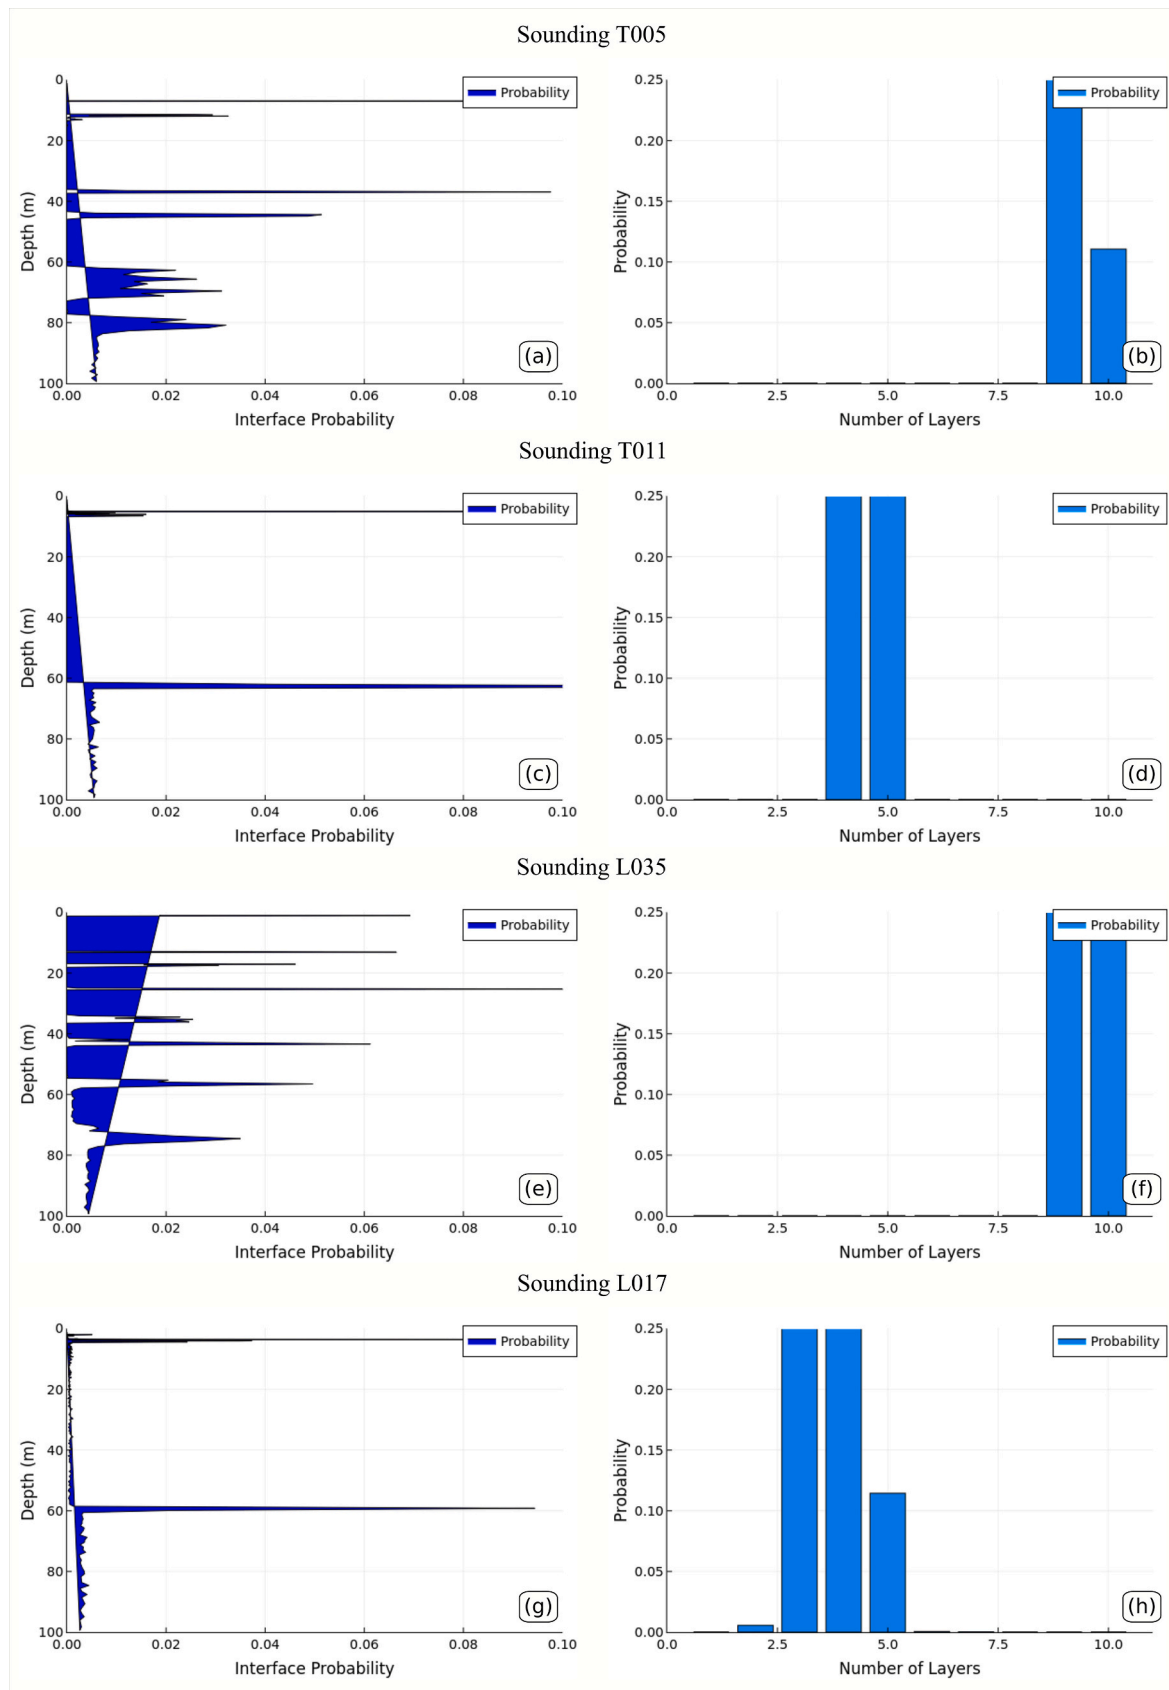 Sounding T005
0
20
40
60
80
100
Depth (m)
0.00 0.02 0.04 0.06 0.08 0.10
Interface Probability
Probability
(a)
0.25
0.20
0.15
0.10
0.05
0.00
Probability
0.0 2.5 5.0 7.5 10.0
Number of Layers
Probability
(b)
Sounding T011
0
20
40
60
80
100
Depth (m)
0.00 0.02 0.04 0.06 0.08 0.10
Interface Probability
Probability
(c)
0.25
0.20
0.15
0.10
0.05
0.00
Probability
0.0 2.5 5.0 7.5 10.0
Number of Layers
Probability
(d)
Sounding L035
0
20
40
60
80
100
Depth (m)
0.00 0.02 0.04 0.06 0.08 0.10
Interface Probability
Probability
(e)
0.25
0.20
0.15
0.10
0.05
0.00
Probability
0.0 2.5 5.0 7.5 10.0
Number of Layers
Probability
(f)
Sounding L017
0
20
40
60
80
100
Depth (m)
0.00 0.02 0.04 0.06 0.08 0.10
Interface Probability
Probability
(g)
0.25
0.20
0.15
0.10
0.05
0.00
Probability
0.0 2.5 5.0 7.5 10.0
Number of Layers
Probability
(h)